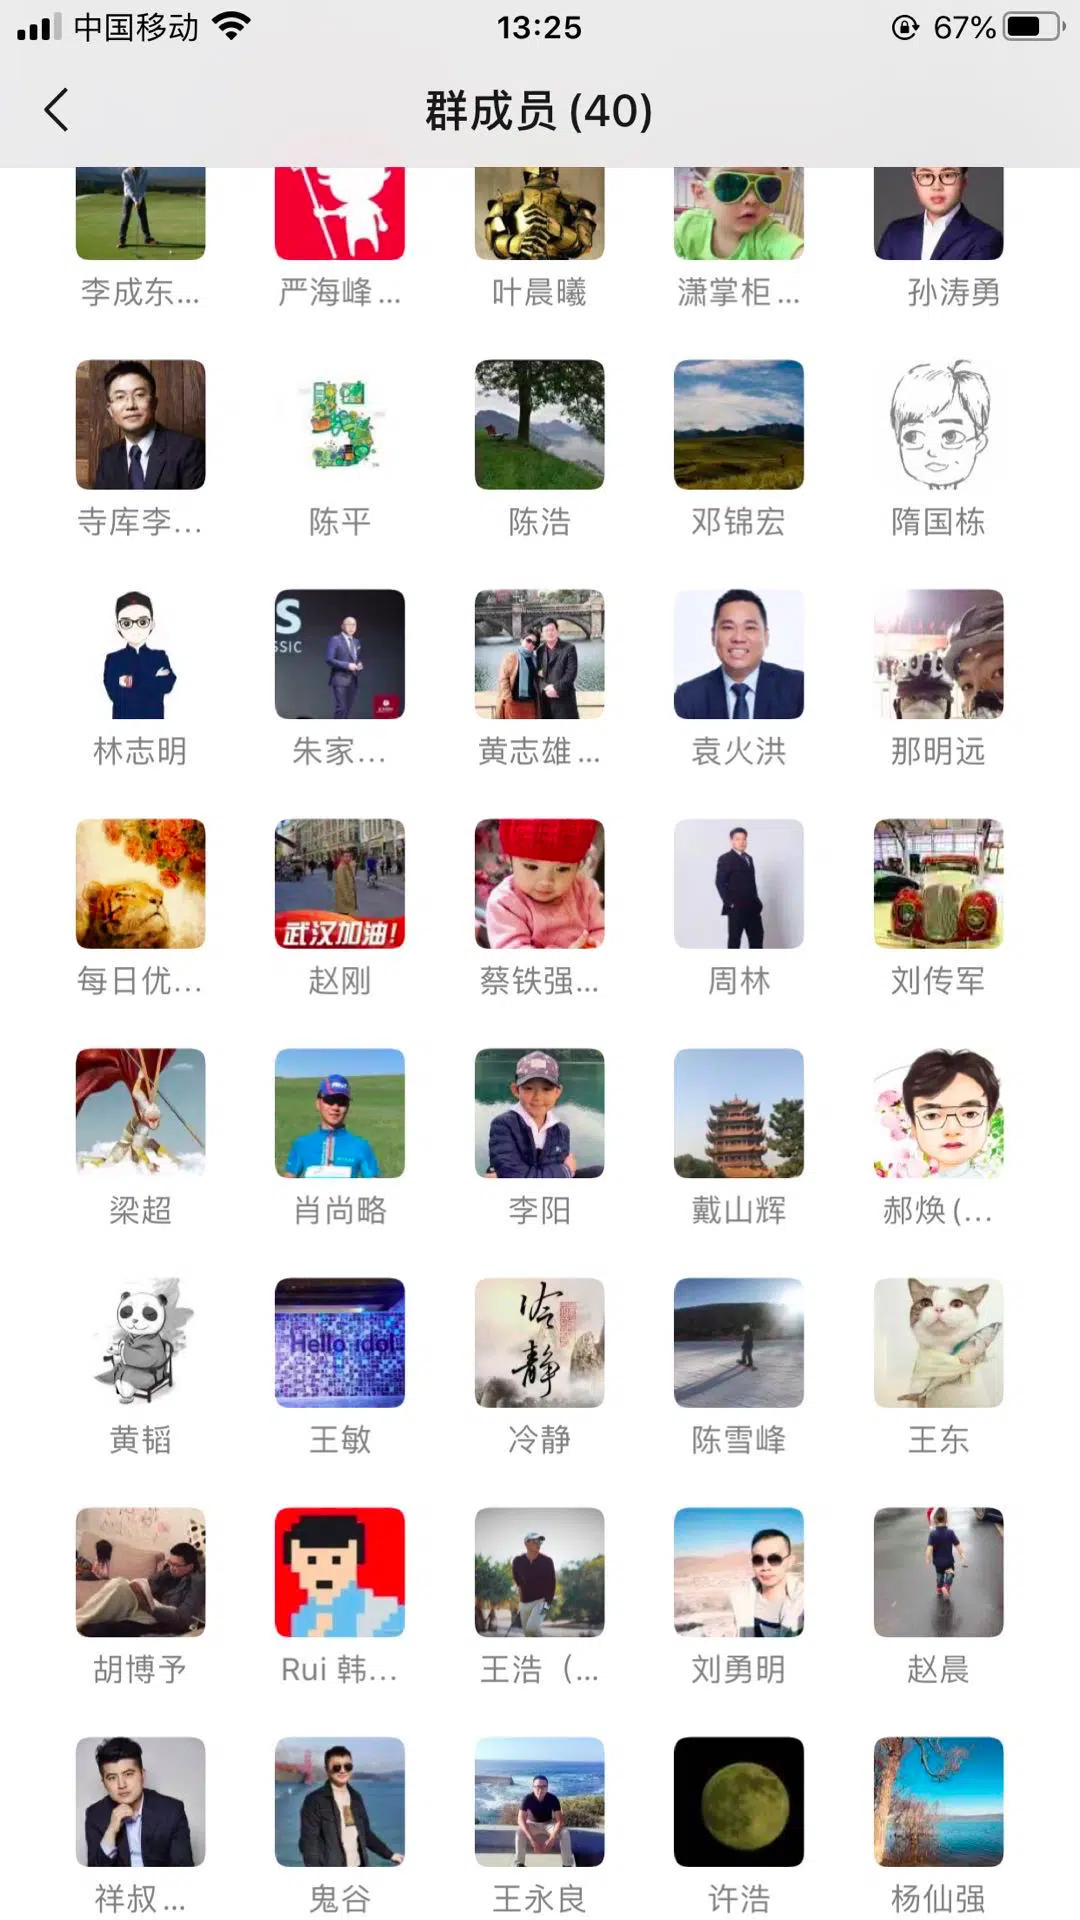 中国移动 13:25 67%
群成员 (40)
李成东... 严海峰... 叶晨曦 潇掌柜... 孙涛勇
寺库李... 陈平 陈浩 邓锦宏 隋国栋
S
SSIC
林志明 朱家... 黄志雄... 袁火洪 那明远
武汉加油!
每日优... 赵刚 蔡铁强... 周林 刘传军
梁超 肖尚略 李阳 戴山辉 郝焕(...
Hello idol
冷静
黄韬 王敏 冷静 陈雪峰 王东
胡博予 Rui 韩... 王浩（... 刘勇明 赵晨
祥叔... 鬼谷 王永良 许浩 杨仙强